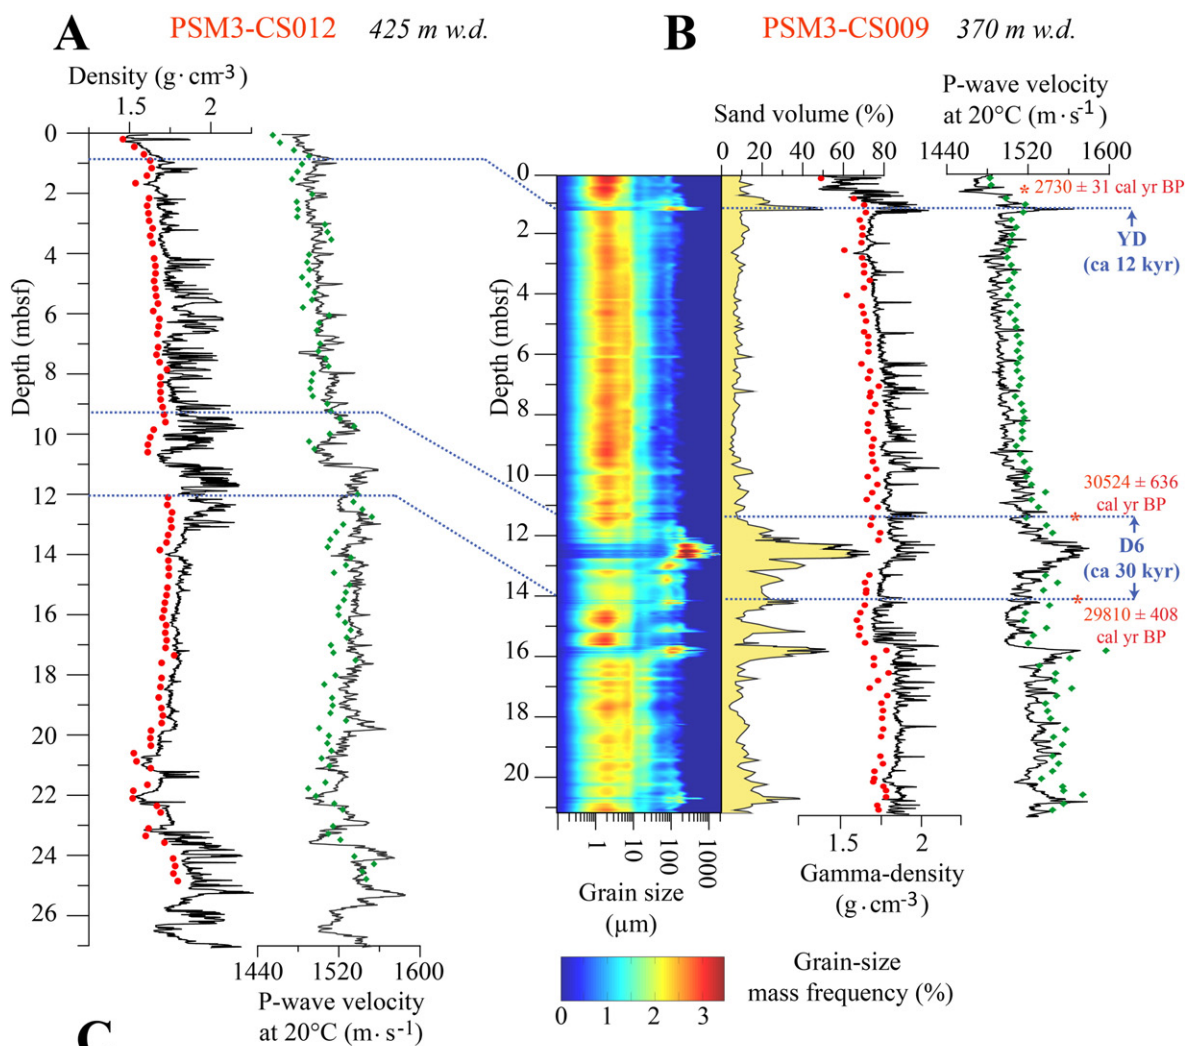 A
PSM3-CS012 425 m w.d.
Density (g·cm-3)
1.5 2
0
2
4
6
8
10
12
14
16
18
20
22
24
26
Depth (mbsf)
1440 1520 1600
P-wave velocity
at 20°C (m·s-1)
B
PSM3-CS009 370 m w.d.
Sand volume (%)
0 20 40 60 80
P-wave velocity
at 20°C (m·s-1)
1440 1520 1600
0
2
4
6
8
10
12
14
16
18
20
Depth (mbsf)
* 2730 ± 31 cal yr BP
YD
(ca 12 kyr)
30524 ± 636
cal yr BP
*
D6
(ca 30 kyr)
*
29810 ± 408
cal yr BP
1 10 100 1000
Grain size
(µm)
1.5 2
Gamma-density
(g·cm-3)
0 1 2 3
Grain-size
mass frequency (%)
C